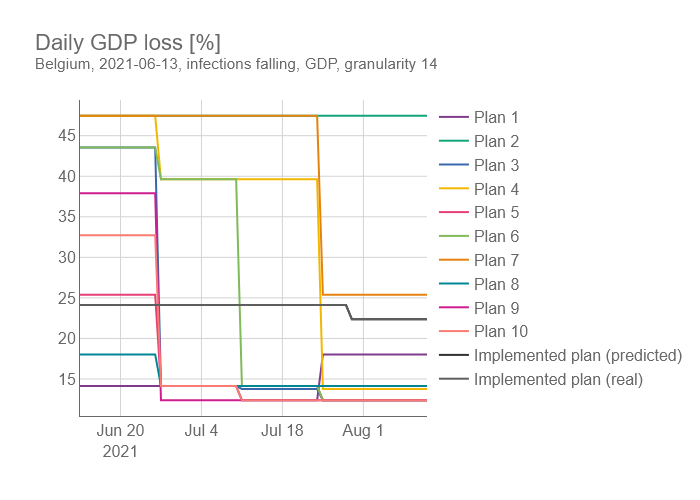 Daily GDP loss [%]
Belgium, 2021-06-13, infections falling, GDP, granularity 14
45
40
35
30
25
20
15
Jun 20
2021
Jul 4
Jul 18
Aug 1
Plan 1
Plan 2
Plan 3
Plan 4
Plan 5
Plan 6
Plan 7
Plan 8
Plan 9
Plan 10
Implemented plan (predicted)
Implemented plan (real)